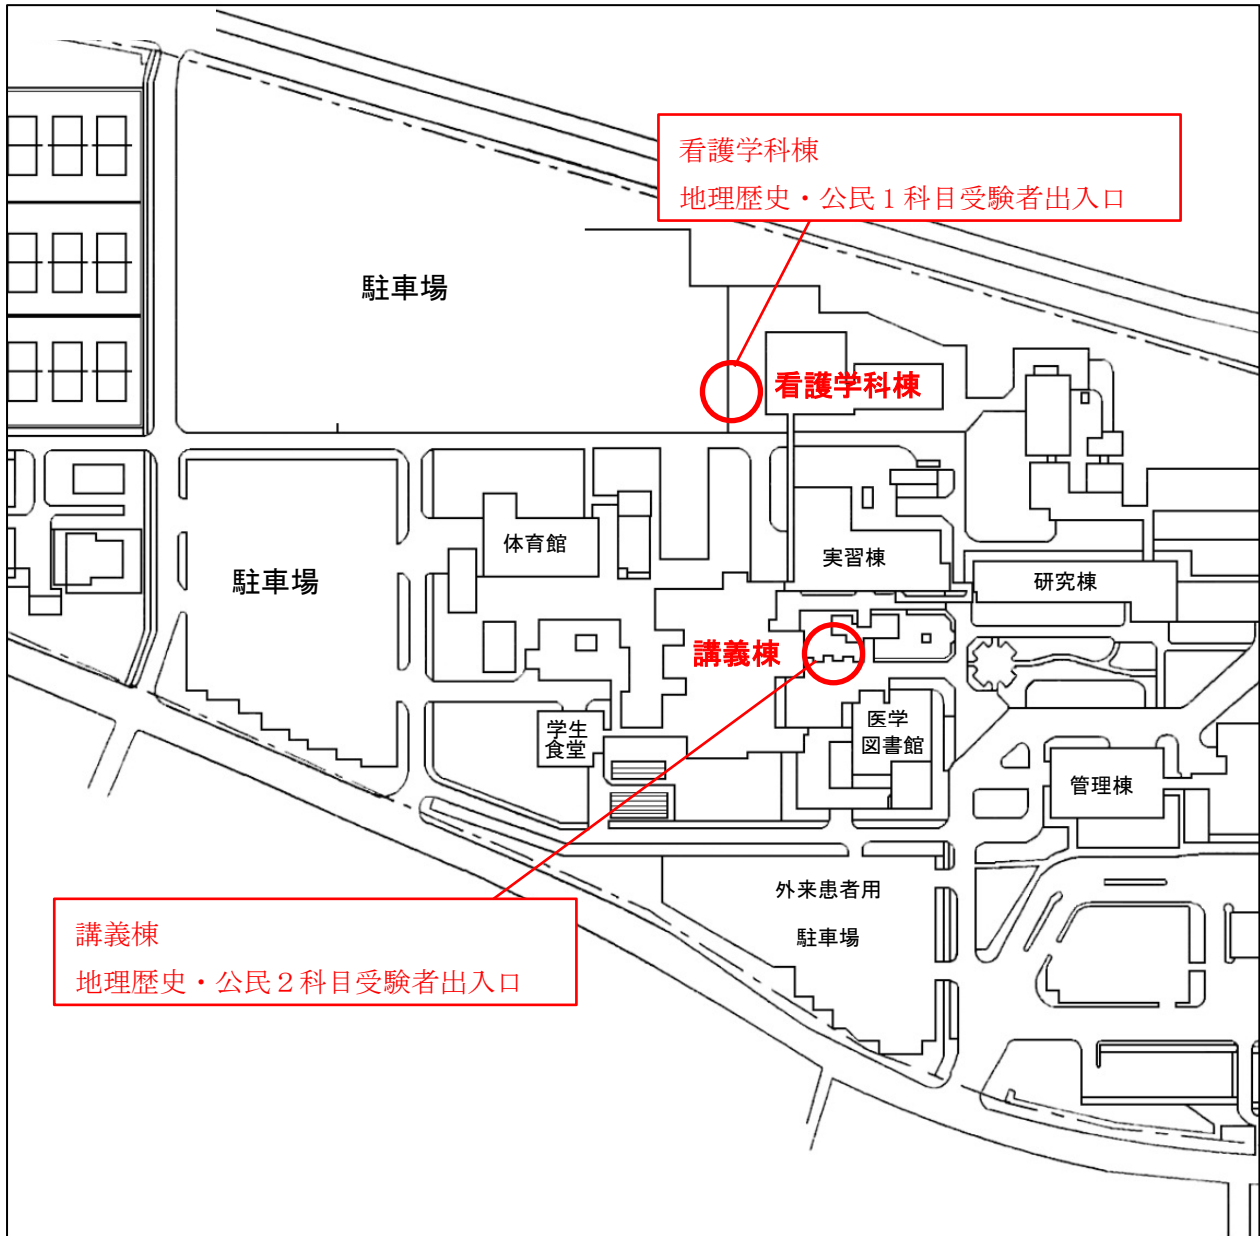 看護学科棟
地理歴史・公民１科目受験者出入口
駐車場
看護学科棟
体育館
実習棟
研究棟
駐車場
講義棟
学生
食堂
医学
図書館
管理棟
外来患者用
駐車場
講義棟
地理歴史・公民２科目受験者出入口